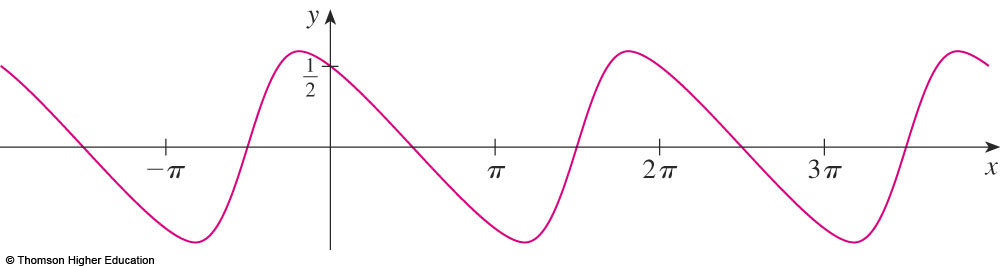 y
1
2
−π
π
2π
3π
x
© Thomson Higher Education